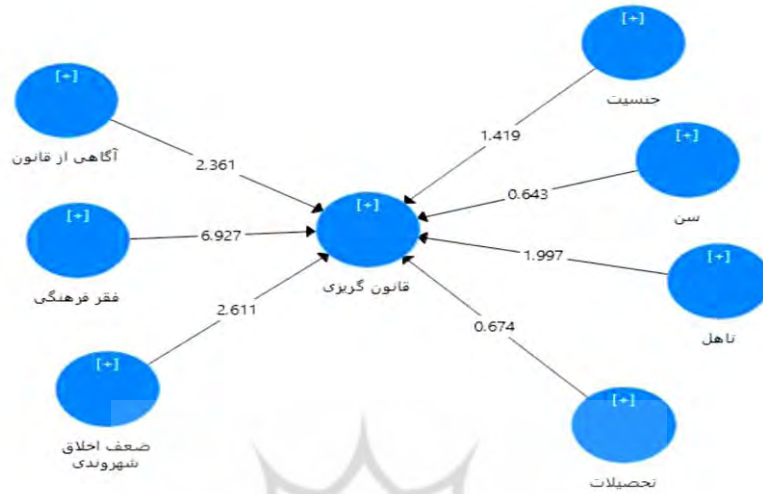 [+]
جنسیت
[+]
آگاهی از قانون
[+]
سن
[+]
قانون گریزی
[+]
فقر فرهنگی
[+]
تاهل
[+]
ضعف اخلاق
شهروندی
[+]
تحصیلات
1.419
2.361
0.643
6.927
1.997
2.611
0.674